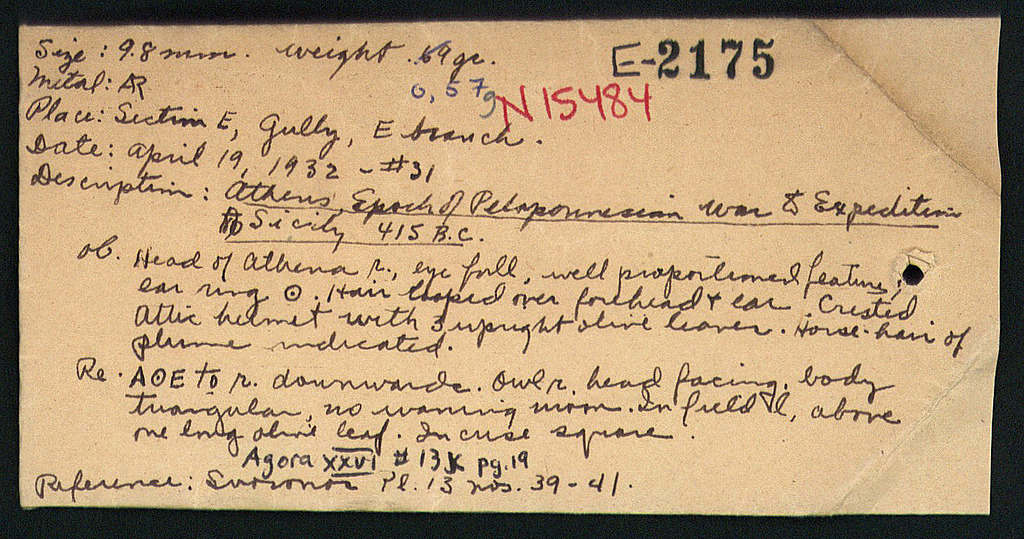 Size: 9.8 mm. weight .69 gr.
E-2175
Metal: AR
0,57g
N15484
Place: Section E, Gully, E branch.
Date: April 19, 1932 - #31
Description: Athens, Epoch of Peloponnesian War & Expedition
to Sicily 415 B.C.
ob. Head of Athena r., eye full, well proportioned features;
ear ring ⊙. Hair looped over forehead & ear. Crested
Attic helmet with 3 upright olive leaves. Horse-hair of
plume indicated.
Re. AΘE to r. downwards. Owl r. head facing, body
triangular, no waning moon. In field l, above
one long olive leaf. Incuse square.
Agora XXVI # 13 K pg. 19
Reference: Svoronos Pl. 13 nos. 39-41.